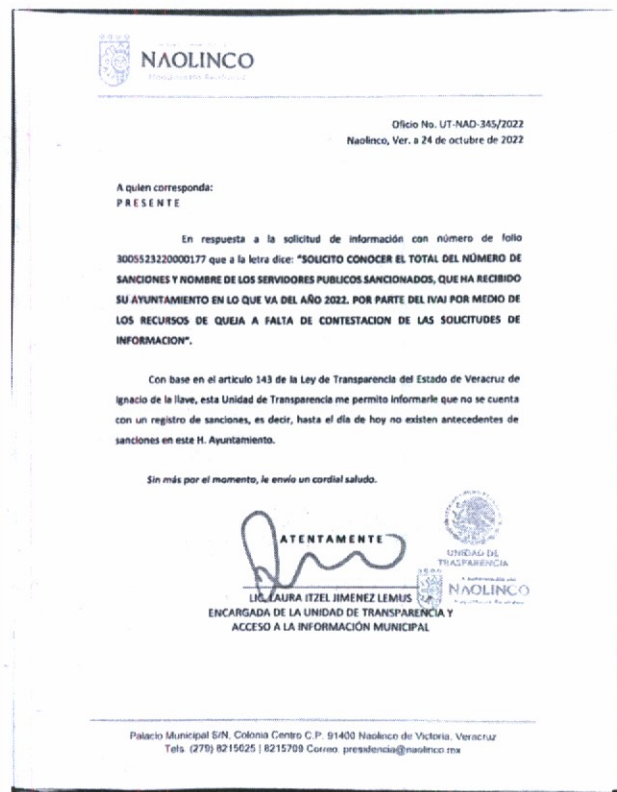 NAOLINCO
Oficio No. UT-NAO-345/2022
Naolinco, Ver. a 24 de octubre de 2022
A quien corresponda:
P R E S E N T E
En respuesta a la solicitud de información con número de folio
3005523220000177 que a la letra dice: "SOLICITO CONOCER EL TOTAL DEL NÚMERO DE
SANCIONES Y NOMBRE DE LOS SERVIDORES PUBLICOS SANCIONADOS, QUE HA RECIBIDO
SU AYUNTAMIENTO EN LO QUE VA DEL AÑO 2022. POR PARTE DEL IVAI POR MEDIO DE
LOS RECURSOS DE QUEJA A FALTA DE CONTESTACION DE LAS SOLICITUDES DE
INFORMACION".
Con base en el articulo 143 de la Ley de Transparencia del Estado de Veracruz de
Ignacio de la llave, esta Unidad de Transparencia me permito informarle que no se cuenta
con un registro de sanciones, es decir, hasta el día de hoy no existen antecedentes de
sanciones en este H. Ayuntamiento.
Sin más por el momento, le envío un cordial saludo.
ATENTAMENTE
UNIDAD DE
TRASPARENCIA
NAOLINCO
LIC. LAURA ITZEL JIMENEZ LEMUS
ENCARGADA DE LA UNIDAD DE TRANSPARENCIA Y
ACCESO A LA INFORMACIÓN MUNICIPAL
Palacio Municipal S/N, Colonia Centro C.P. 91400 Naolinco de Victoria, Veracruz
Tels. (279) 8215025 | 8215709 Correo. presidencia@naolinco.mx